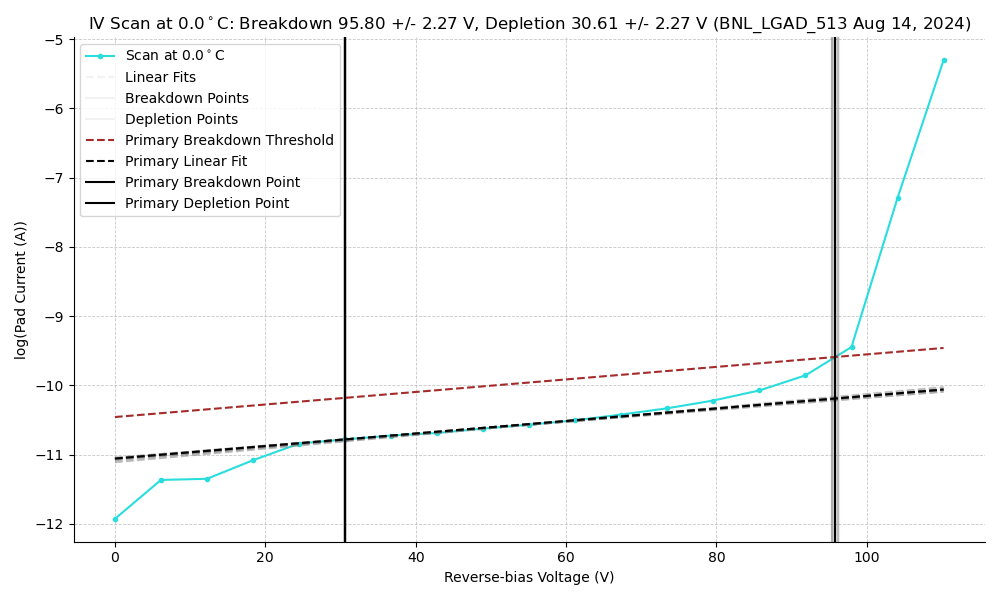 IV Scan at 0.0°C: Breakdown 95.80 +/- 2.27 V, Depletion 30.61 +/- 2.27 V (BNL_LGAD_513 Aug 14, 2024)
Scan at 0.0°C
Linear Fits
Breakdown Points
Depletion Points
Primary Breakdown Threshold
Primary Linear Fit
Primary Breakdown Point
Primary Depletion Point
log(Pad Current (A))
−5
−6
−7
−8
−9
−10
−11
−12
0 20 40 60 80 100
Reverse-bias Voltage (V)